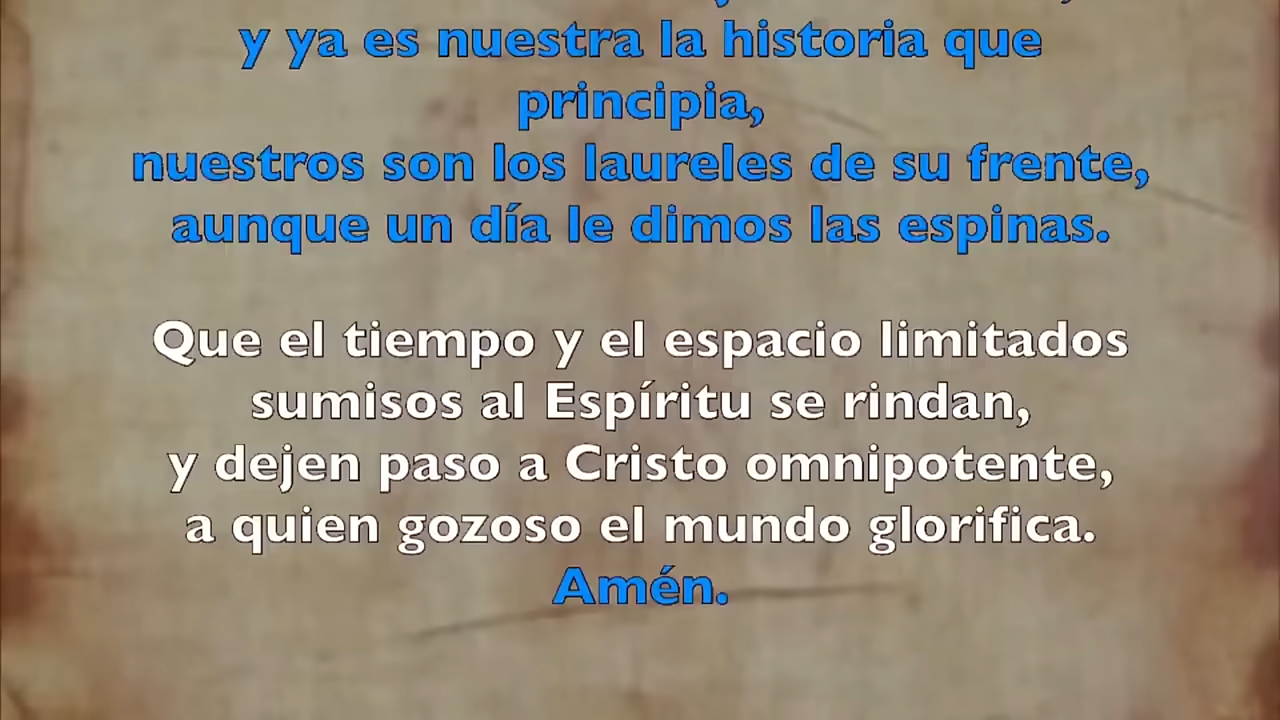 y ya es nuestra la historia que
principia,
nuestros son los laureles de su frente,
aunque un día le dimos las espinas.
Que el tiempo y el espacio limitados
sumisos al Espíritu se rindan,
y dejen paso a Cristo omnipotente,
a quien gozoso el mundo glorifica.
Amén.